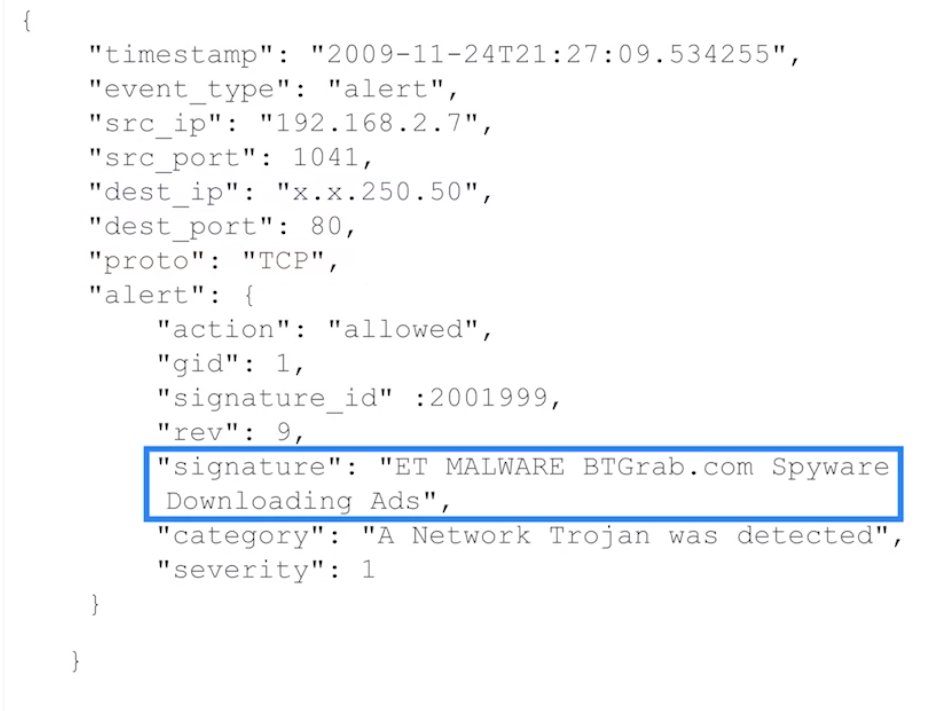 {
"timestamp": "2009-11-24T21:27:09.534255",
"event_type": "alert",
"src_ip": "192.168.2.7",
"src_port": 1041,
"dest_ip": "x.x.250.50",
"dest_port": 80,
"proto": "TCP",
"alert": {
"action": "allowed",
"gid": 1,
"signature_id" :2001999,
"rev": 9,
"signature": "ET MALWARE BTGrab.com Spyware
Downloading Ads",
"category": "A Network Trojan was detected",
"severity": 1
}
}